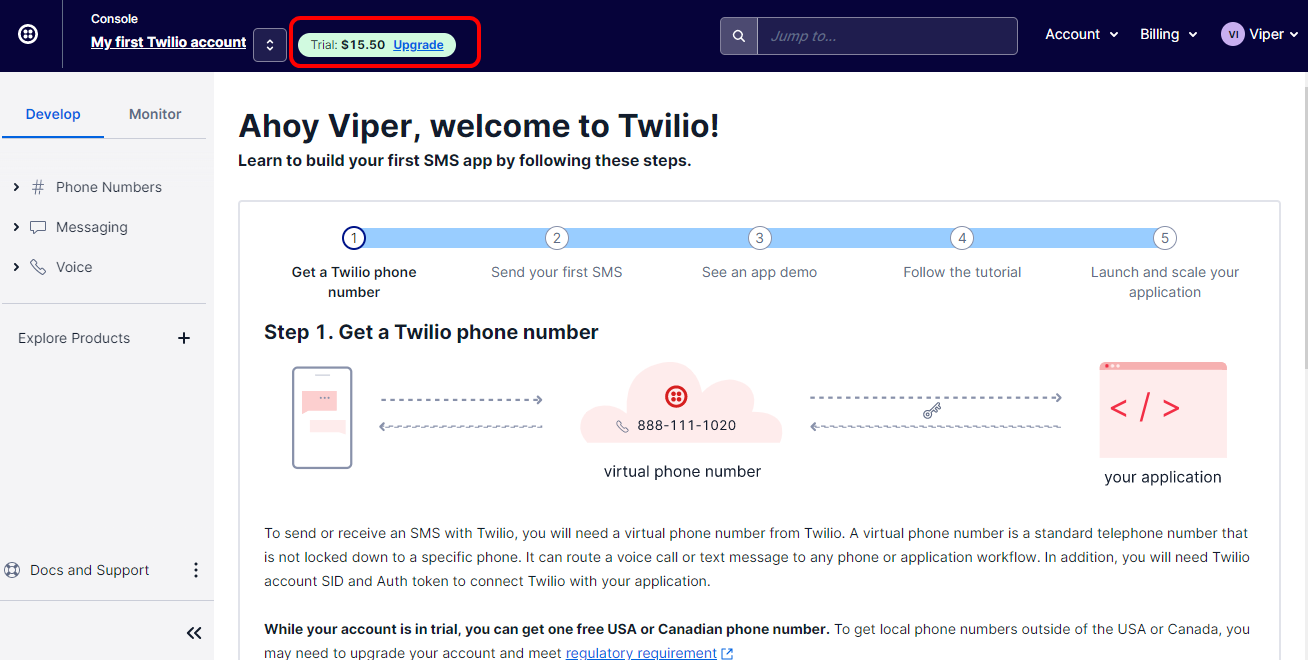 Console
My first Twilio account
Trial: $15.50 Upgrade
Jump to...
Account
Billing
VI Viper
Develop
Monitor
Phone Numbers
Messaging
Voice
Explore Products
Docs and Support
Ahoy Viper, welcome to Twilio!
Learn to build your first SMS app by following these steps.
1 2 3 4 5
Get a Twilio phone number
Send your first SMS
See an app demo
Follow the tutorial
Launch and scale your application
Step 1. Get a Twilio phone number
888-111-1020
virtual phone number
</>
your application
To send or receive an SMS with Twilio, you will need a virtual phone number from Twilio. A virtual phone number is a standard telephone number that
is not locked down to a specific phone. It can route a voice call or text message to any phone or application workflow. In addition, you will need Twilio
account SID and Auth token to connect Twilio with your application.
While your account is in trial, you can get one free USA or Canadian phone number. To get local phone numbers outside of the USA or Canada, you
may need to upgrade your account and meet regulatory requirement